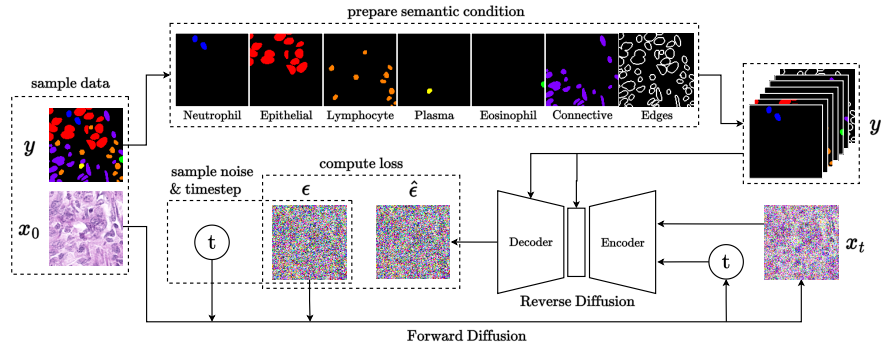 prepare semantic condition
sample data
Neutrophil Epithelial Lymphocyte Plasma Eosinophil Connective Edges
y
y
sample noise
& timestep
compute loss
ϵ
ϵ̂
x₀
t
Decoder
Encoder
t
xₜ
Reverse Diffusion
Forward Diffusion